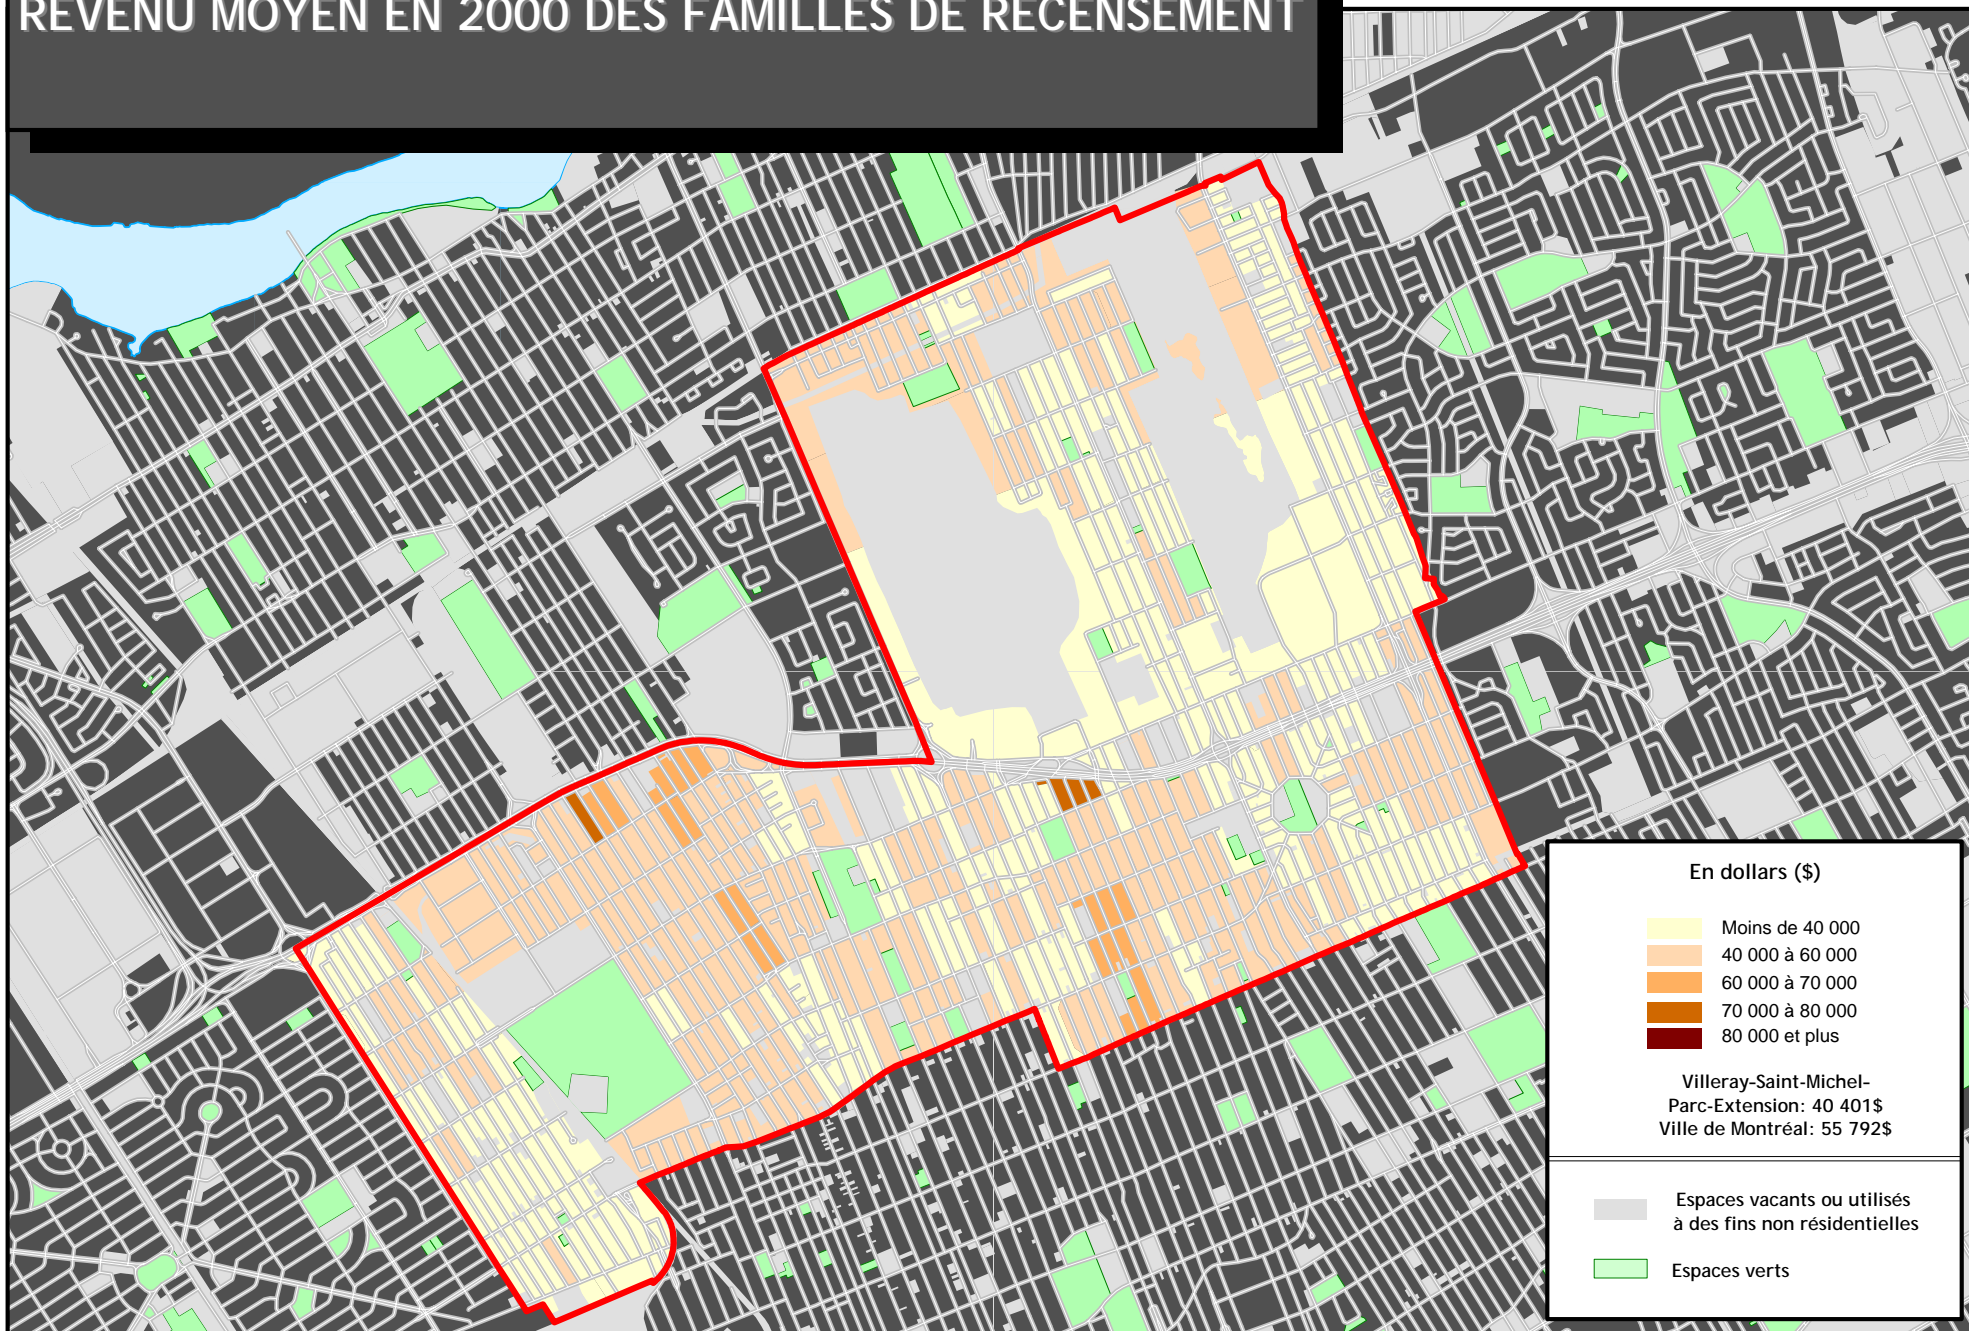 REVENU MOYEN EN 2000 DES FAMILLES DE RECENSEMENT
En dollars ($)
Moins de 40 000
40 000 à 60 000
60 000 à 70 000
70 000 à 80 000
80 000 et plus
Villeray-Saint-Michel-
Parc-Extension: 40 401$
Ville de Montréal: 55 792$
Espaces vacants ou utilisés
à des fins non résidentielles
Espaces verts